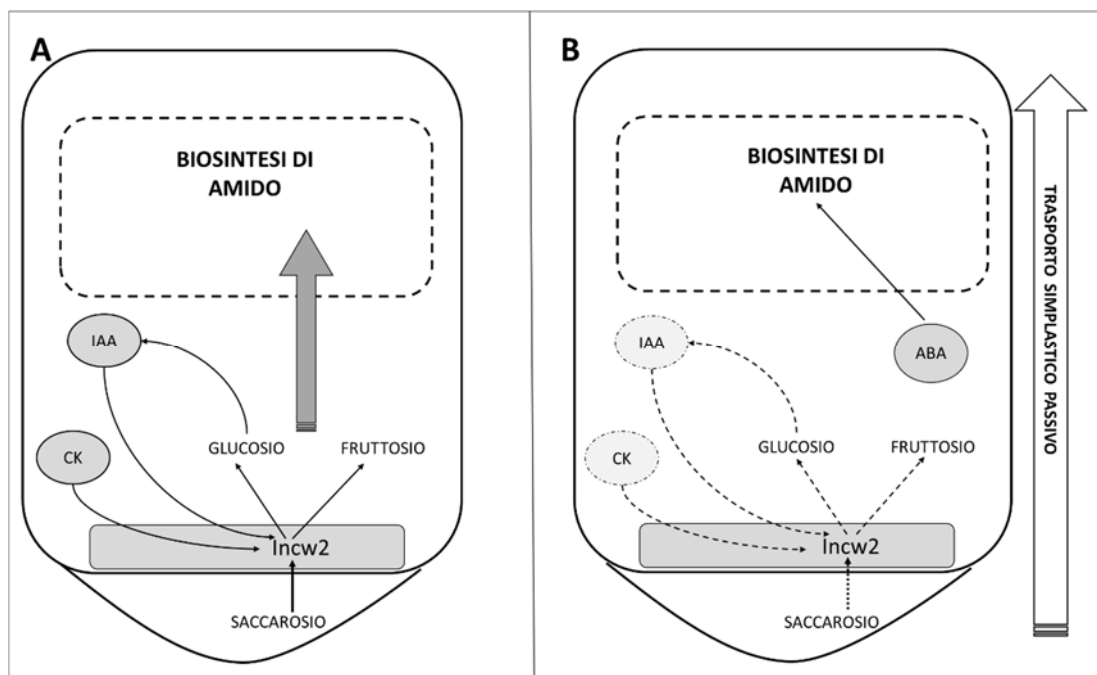 A
BIOSINTESI DI
AMIDO
IAA
GLUCOSIO
FRUTTOSIO
CK
Incw2
SACCAROSIO
B
BIOSINTESI DI
AMIDO
IAA
ABA
GLUCOSIO
FRUTTOSIO
CK
Incw2
SACCAROSIO
TRASPORTO SIMPLASTICO PASSIVO